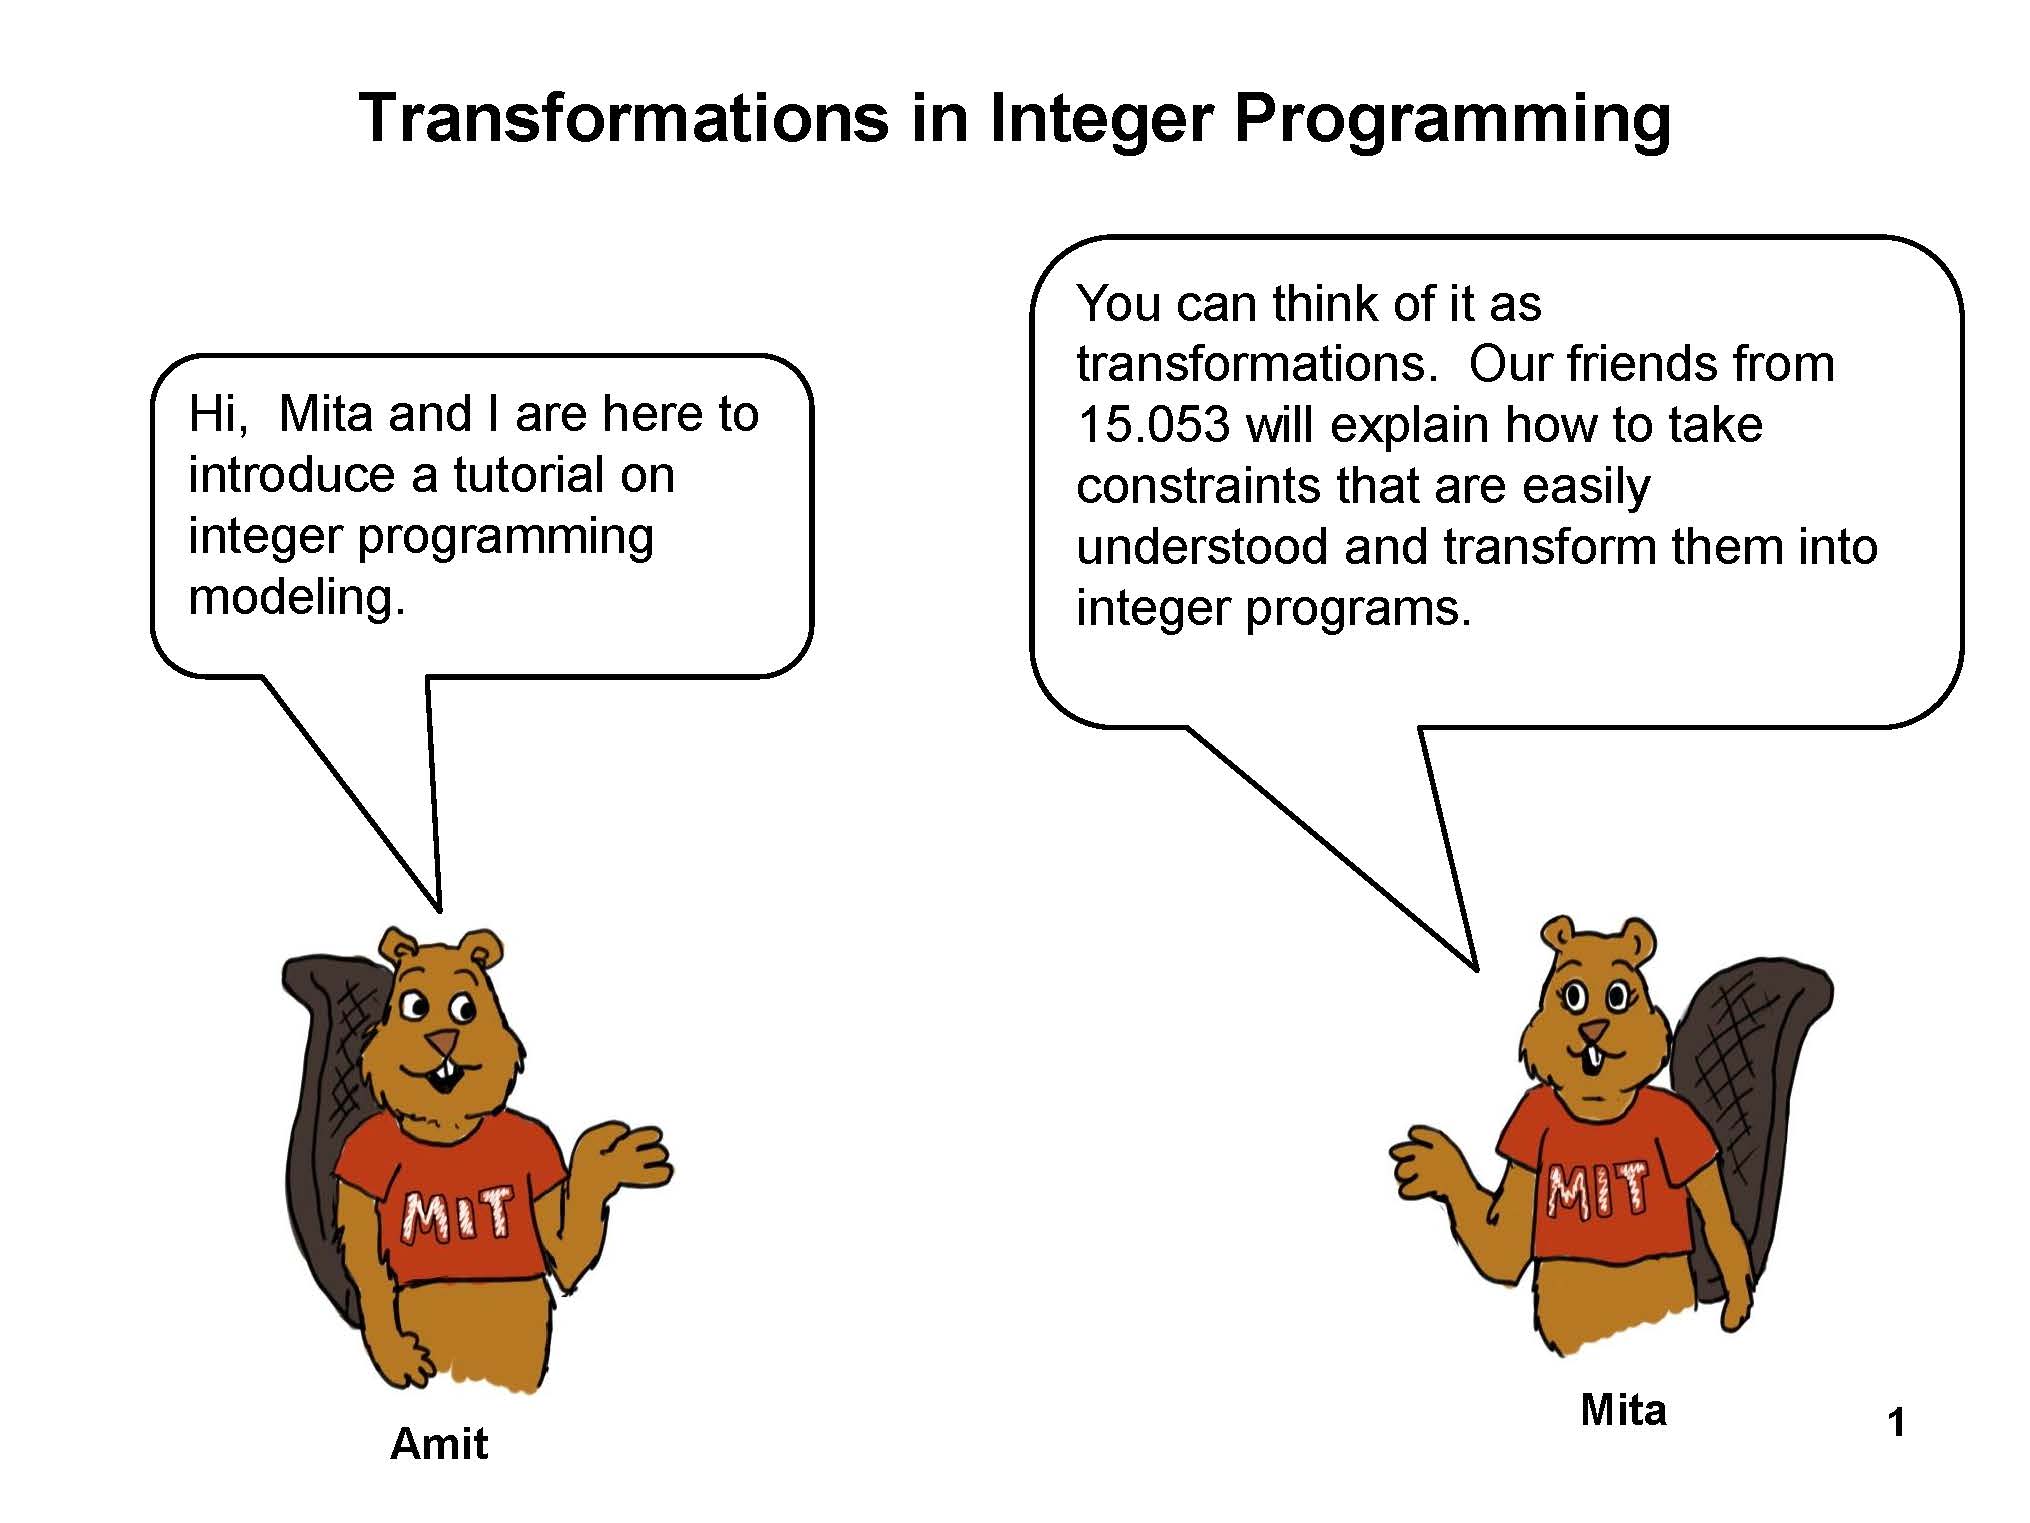 Transformations in Integer Programming
Hi,  Mita and I are here to
introduce a tutorial on
integer programming
modeling.
You can think of it as
transformations.  Our friends from
15.053 will explain how to take
constraints that are easily
understood and transform them into
integer programs.
MIT
MIT
Amit
Mita
1